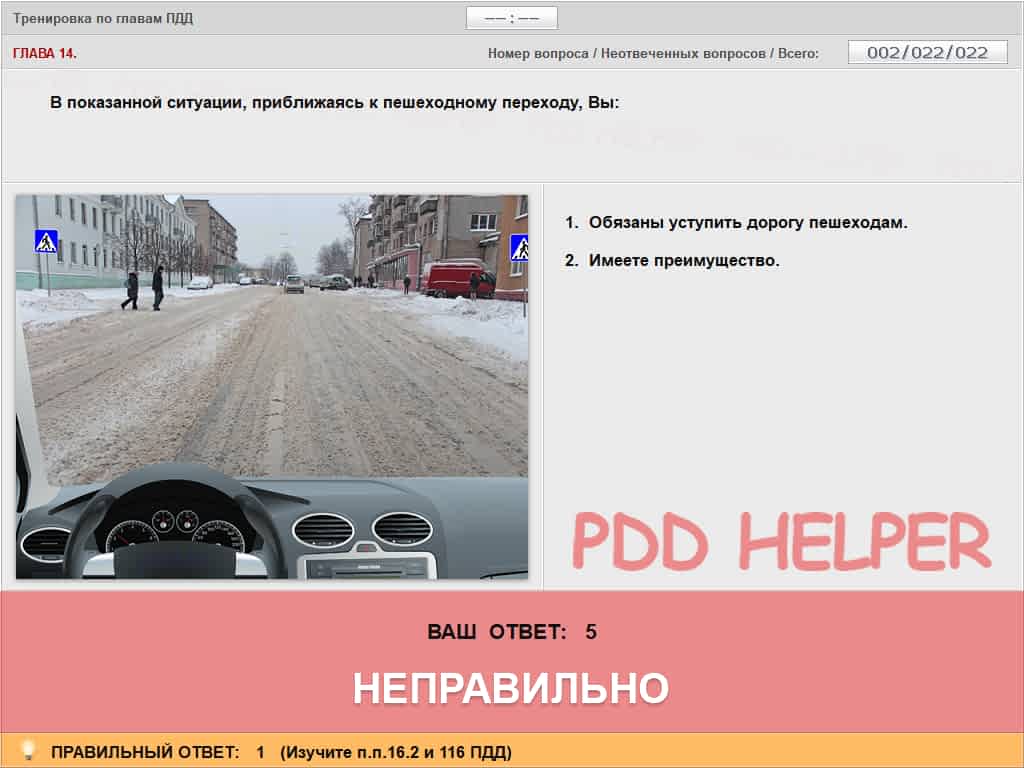 Тренировка по главам ПДД
–– : ––
ГЛАВА 14.
Номер вопроса / Неотвеченных вопросов / Всего: 002/022/022
В показанной ситуации, приближаясь к пешеходному переходу, Вы:
1. Обязаны уступить дорогу пешеходам.
2. Имеете преимущество.
PDD HELPER
ВАШ ОТВЕТ: 5
НЕПРАВИЛЬНО
ПРАВИЛЬНЫЙ ОТВЕТ: 1 (Изучите п.п.16.2 и 116 ПДД)